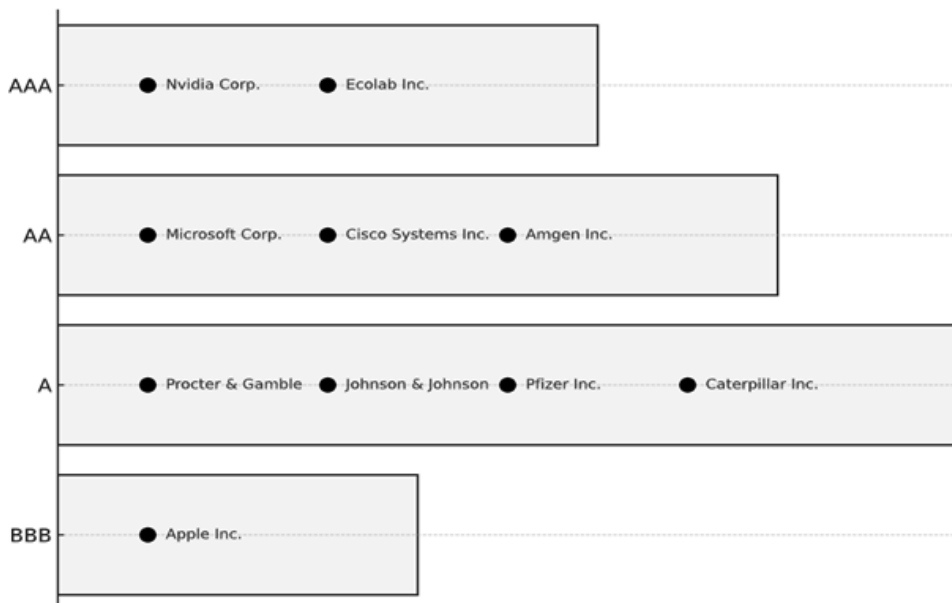 AAA Nvidia Corp. Ecolab Inc.
AA Microsoft Corp. Cisco Systems Inc. Amgen Inc.
A Procter & Gamble Johnson & Johnson Pfizer Inc. Caterpillar Inc.
BBB Apple Inc.